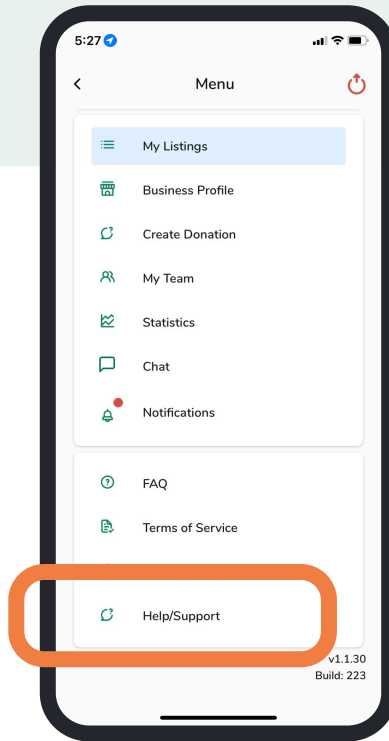 5:27
Menu
My Listings
Business Profile
Create Donation
My Team
Statistics
Chat
Notifications
FAQ
Terms of Service
Help/Support
v1.1.30
Build: 223